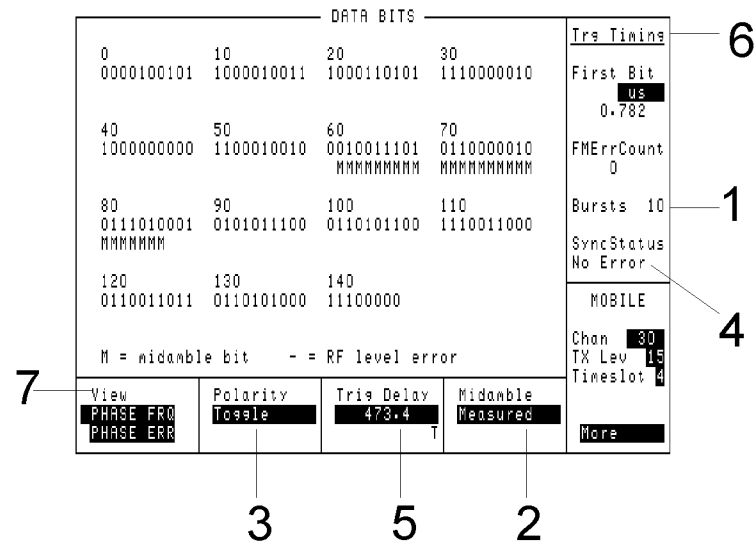 DATA BITS
0 10 20 30
0000100101 1000010011 1000110101 1110000010
40 50 60 70
1000000000 1100010010 0010011101 0110000010
MMMMMMMMM MMMMMMMMMM
80 90 100 110
0111010001 0101011100 0110101100 1110011000
MMMMMMM
120 130 140
0110011011 0110101000 11100000
M = midamble bit - = RF level error
Trg Timing
First Bit
us
0.782
FMErrCount
0
Bursts 10
SyncStatus
No Error
MOBILE
Chan 30
TX Lev 15
Timeslot 4
More
View
PHASE FRQ
PHASE ERR
Polarity
Toggle
Trig Delay
473.4
T
Midamble
Measured
6
1
4
7
3
5
2